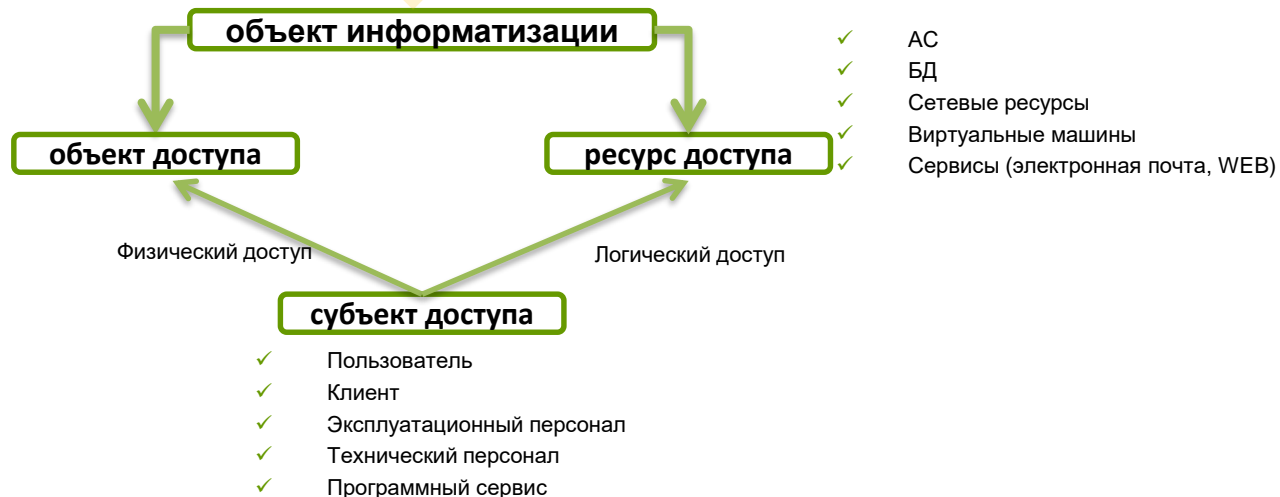 объект информатизации
АС
БД
Сетевые ресурсы
Виртуальные машины
Сервисы (электронная почта, WEB)
объект доступа
ресурс доступа
Физический доступ
Логический доступ
субъект доступа
Пользователь
Клиент
Эксплуатационный персонал
Технический персонал
Программный сервис